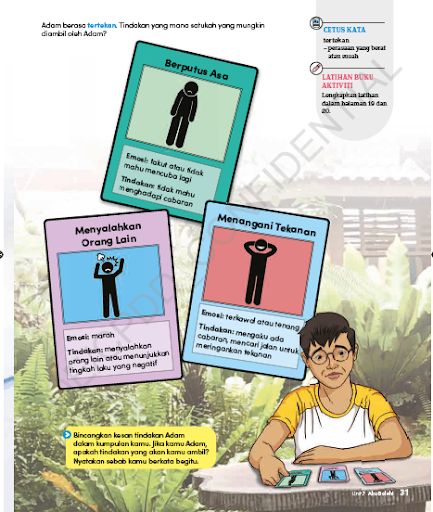 Adam berasa tertekan. Tindakan yang mana satukah yang mungkin
diambil oleh Adam?
CETUS KATA
tertekan
– perasaan yang berat
atau susah
LATIHAN BUKU
AKTIVITI
Lengkapkan latihan
dalam halaman 19 dan
20.
Berputus Asa
Emosi: takut atau tidak
mahu mencuba lagi
Tindakan: tidak mahu
menghadapi cabaran
Menyalahkan
Orang Lain
Emosi: marah
Tindakan: menyalahkan
orang lain atau menunjukkan
tingkah laku yang negatif
Menangani Tekanan
Emosi: terkawal atau tenang
Tindakan: mengaku ada
cabaran, mencari jalan untuk
meringankan tekanan
Bincangkan kesan tindakan Adam
dalam kumpulan kamu. Jika kamu Adam,
apakah tindakan yang akan kamu ambil?
Nyatakan sebab kamu berkata begitu.
CONFIDENTIAL
31